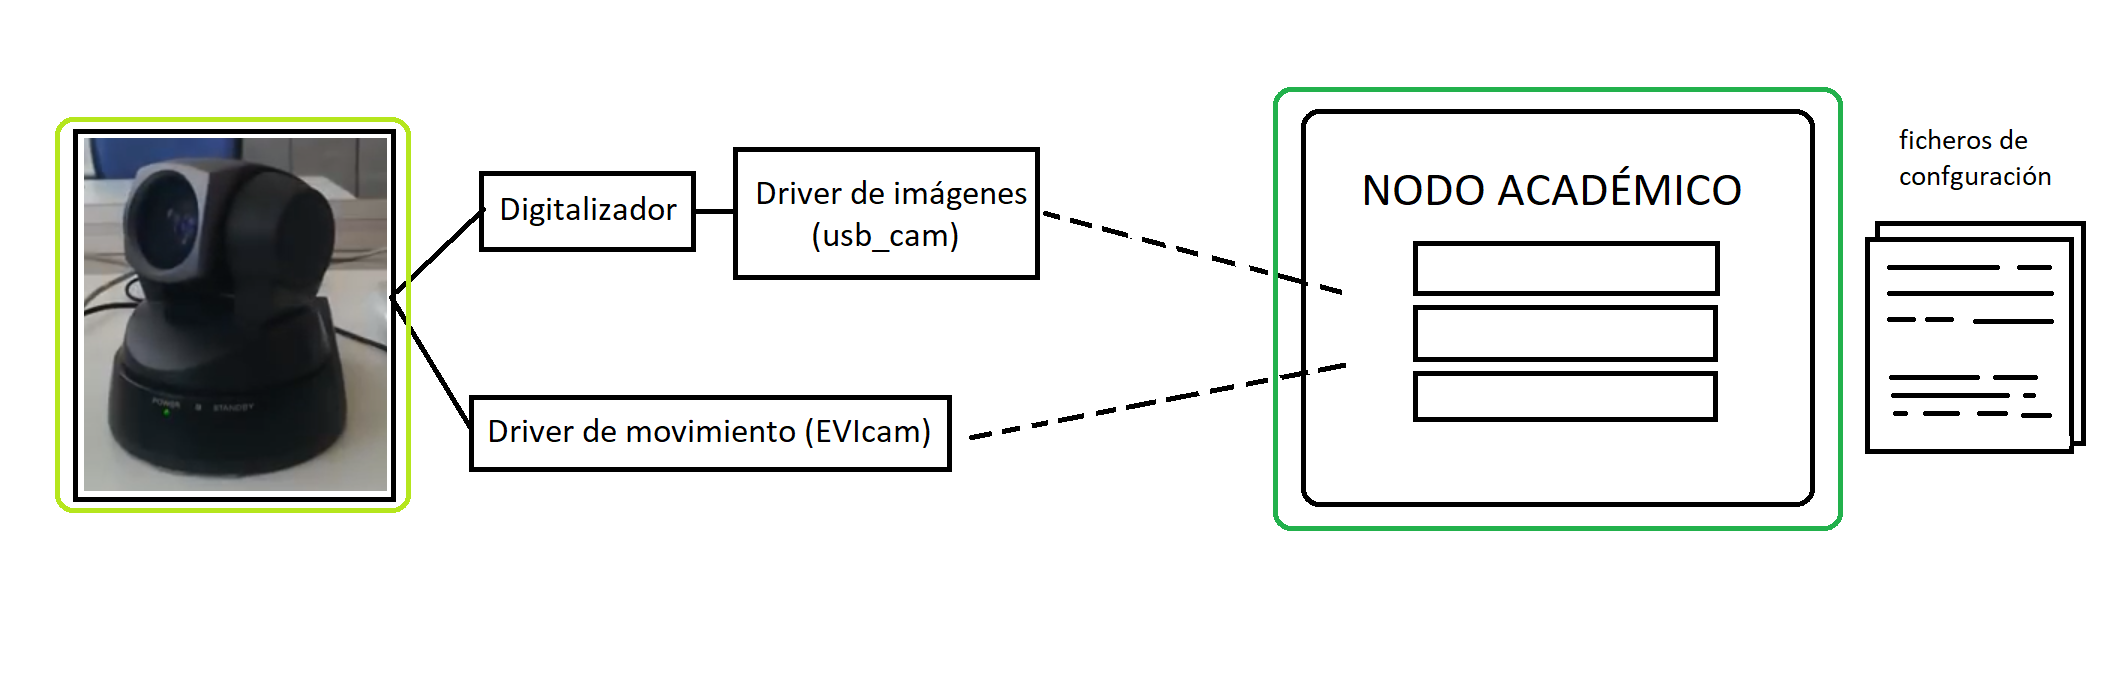 POWER
STANDBY
Digitalizador
Driver de imágenes
(usb_cam)
Driver de movimiento (EVIcam)
NODO ACADÉMICO
ficheros de
confguración